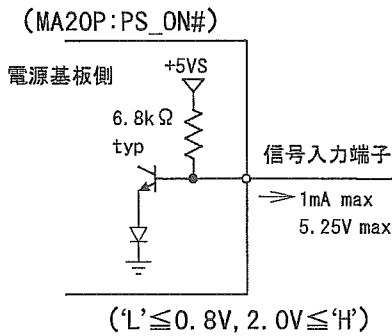 (MA20P:PS_ON#)
電源基板側
+5VS
6.8kΩ
typ
信号入力端子
1mA max
5.25V max
('L'≦0.8V, 2.0V≦'H')